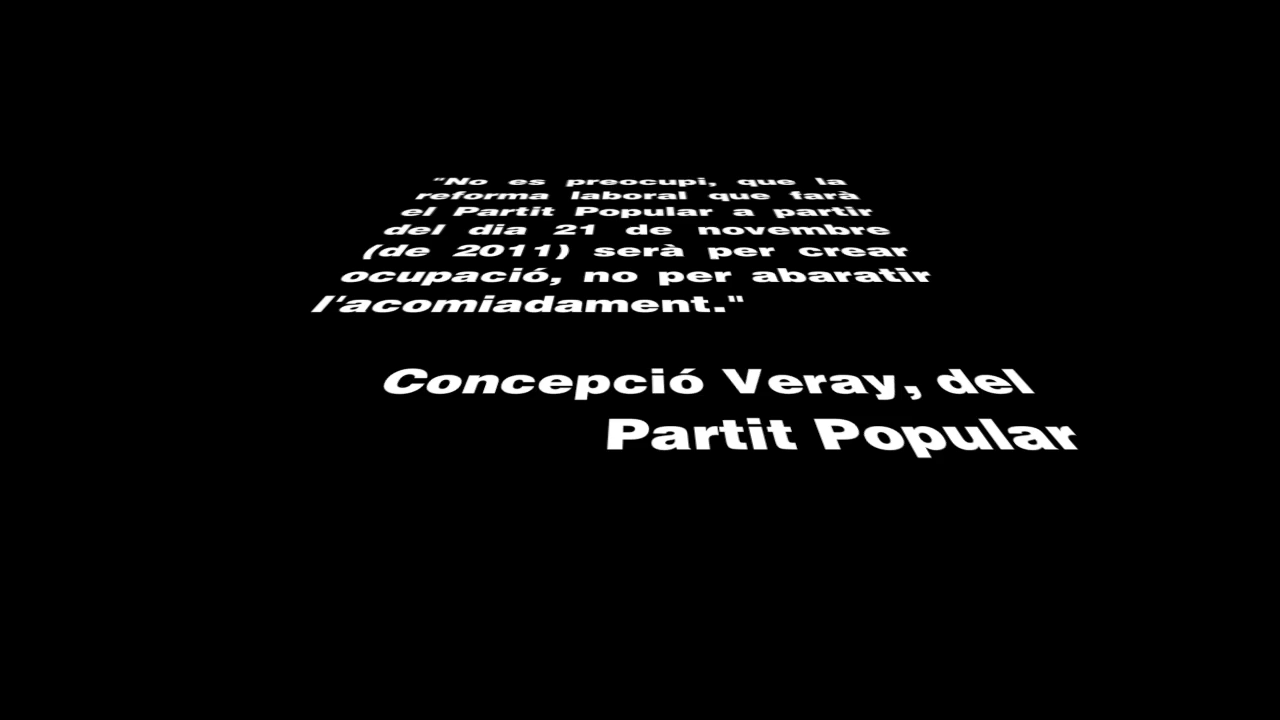 "No es preocupi, que la
reforma laboral que farà
el Partit Popular a partir
del dia 21 de novembre
(de 2011) serà per crear
ocupació, no per abaratir
l'acomiadament."
Concepció Veray, del
Partit Popular